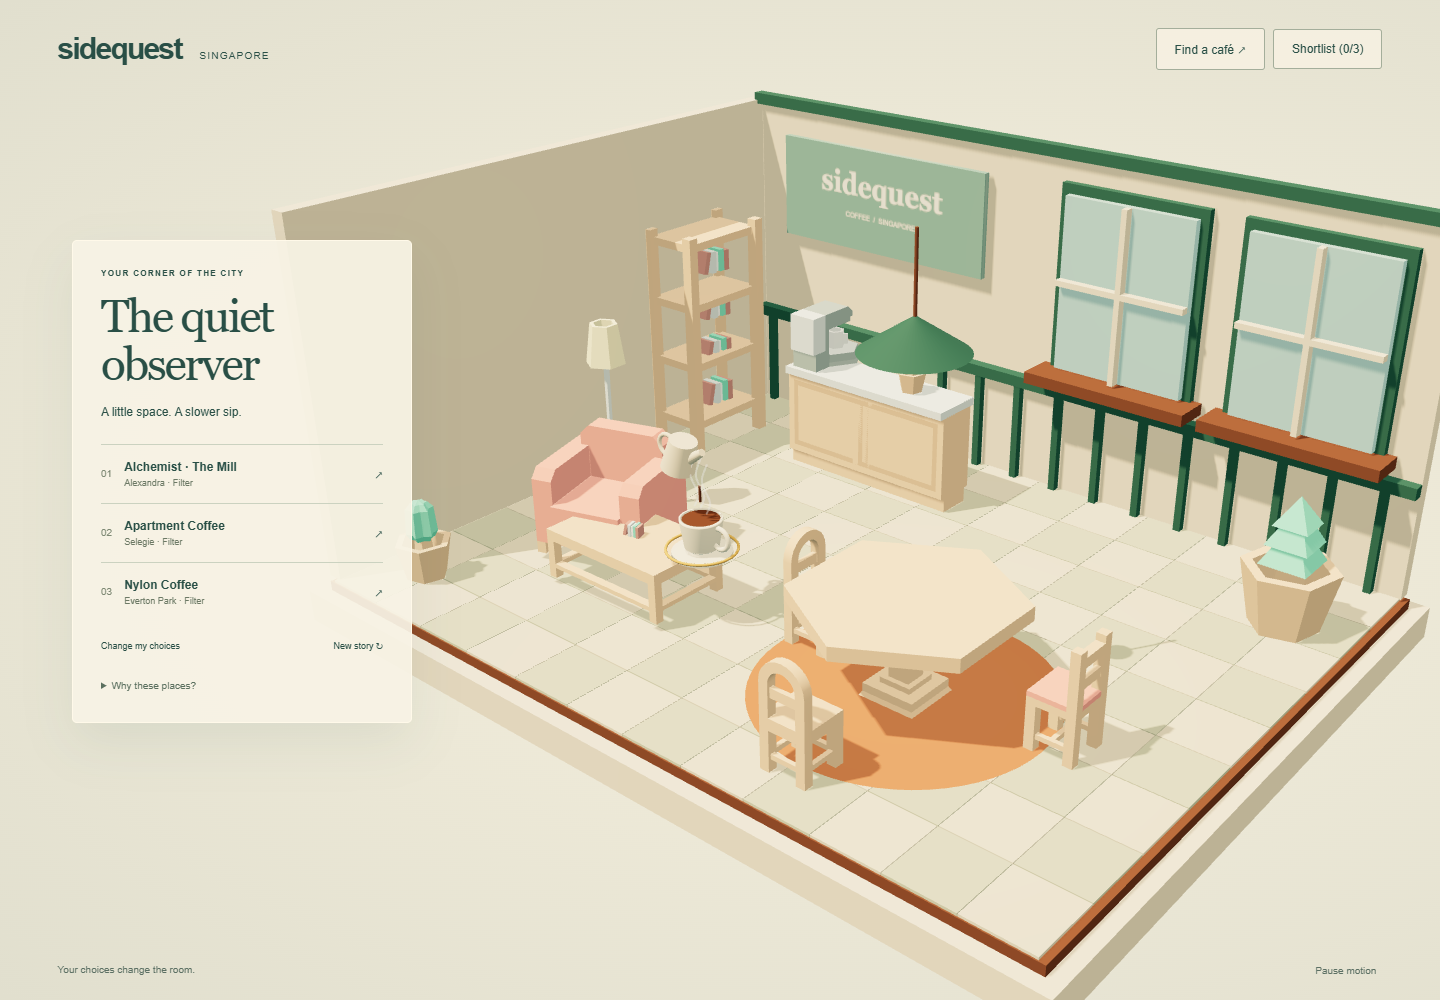 sidequest SINGAPORE
Find a café ↗
Shortlist (0/3)
sidequest
COFFEE / SINGAPORE
YOUR CORNER OF THE CITY
The quiet
observer
A little space. A slower sip.
01 Alchemist · The Mill ↗
Alexandra · Filter
02 Apartment Coffee ↗
Selegie · Filter
03 Nylon Coffee ↗
Everton Park · Filter
Change my choices
New story ↻
▶ Why these places?
Your choices change the room.
Pause motion